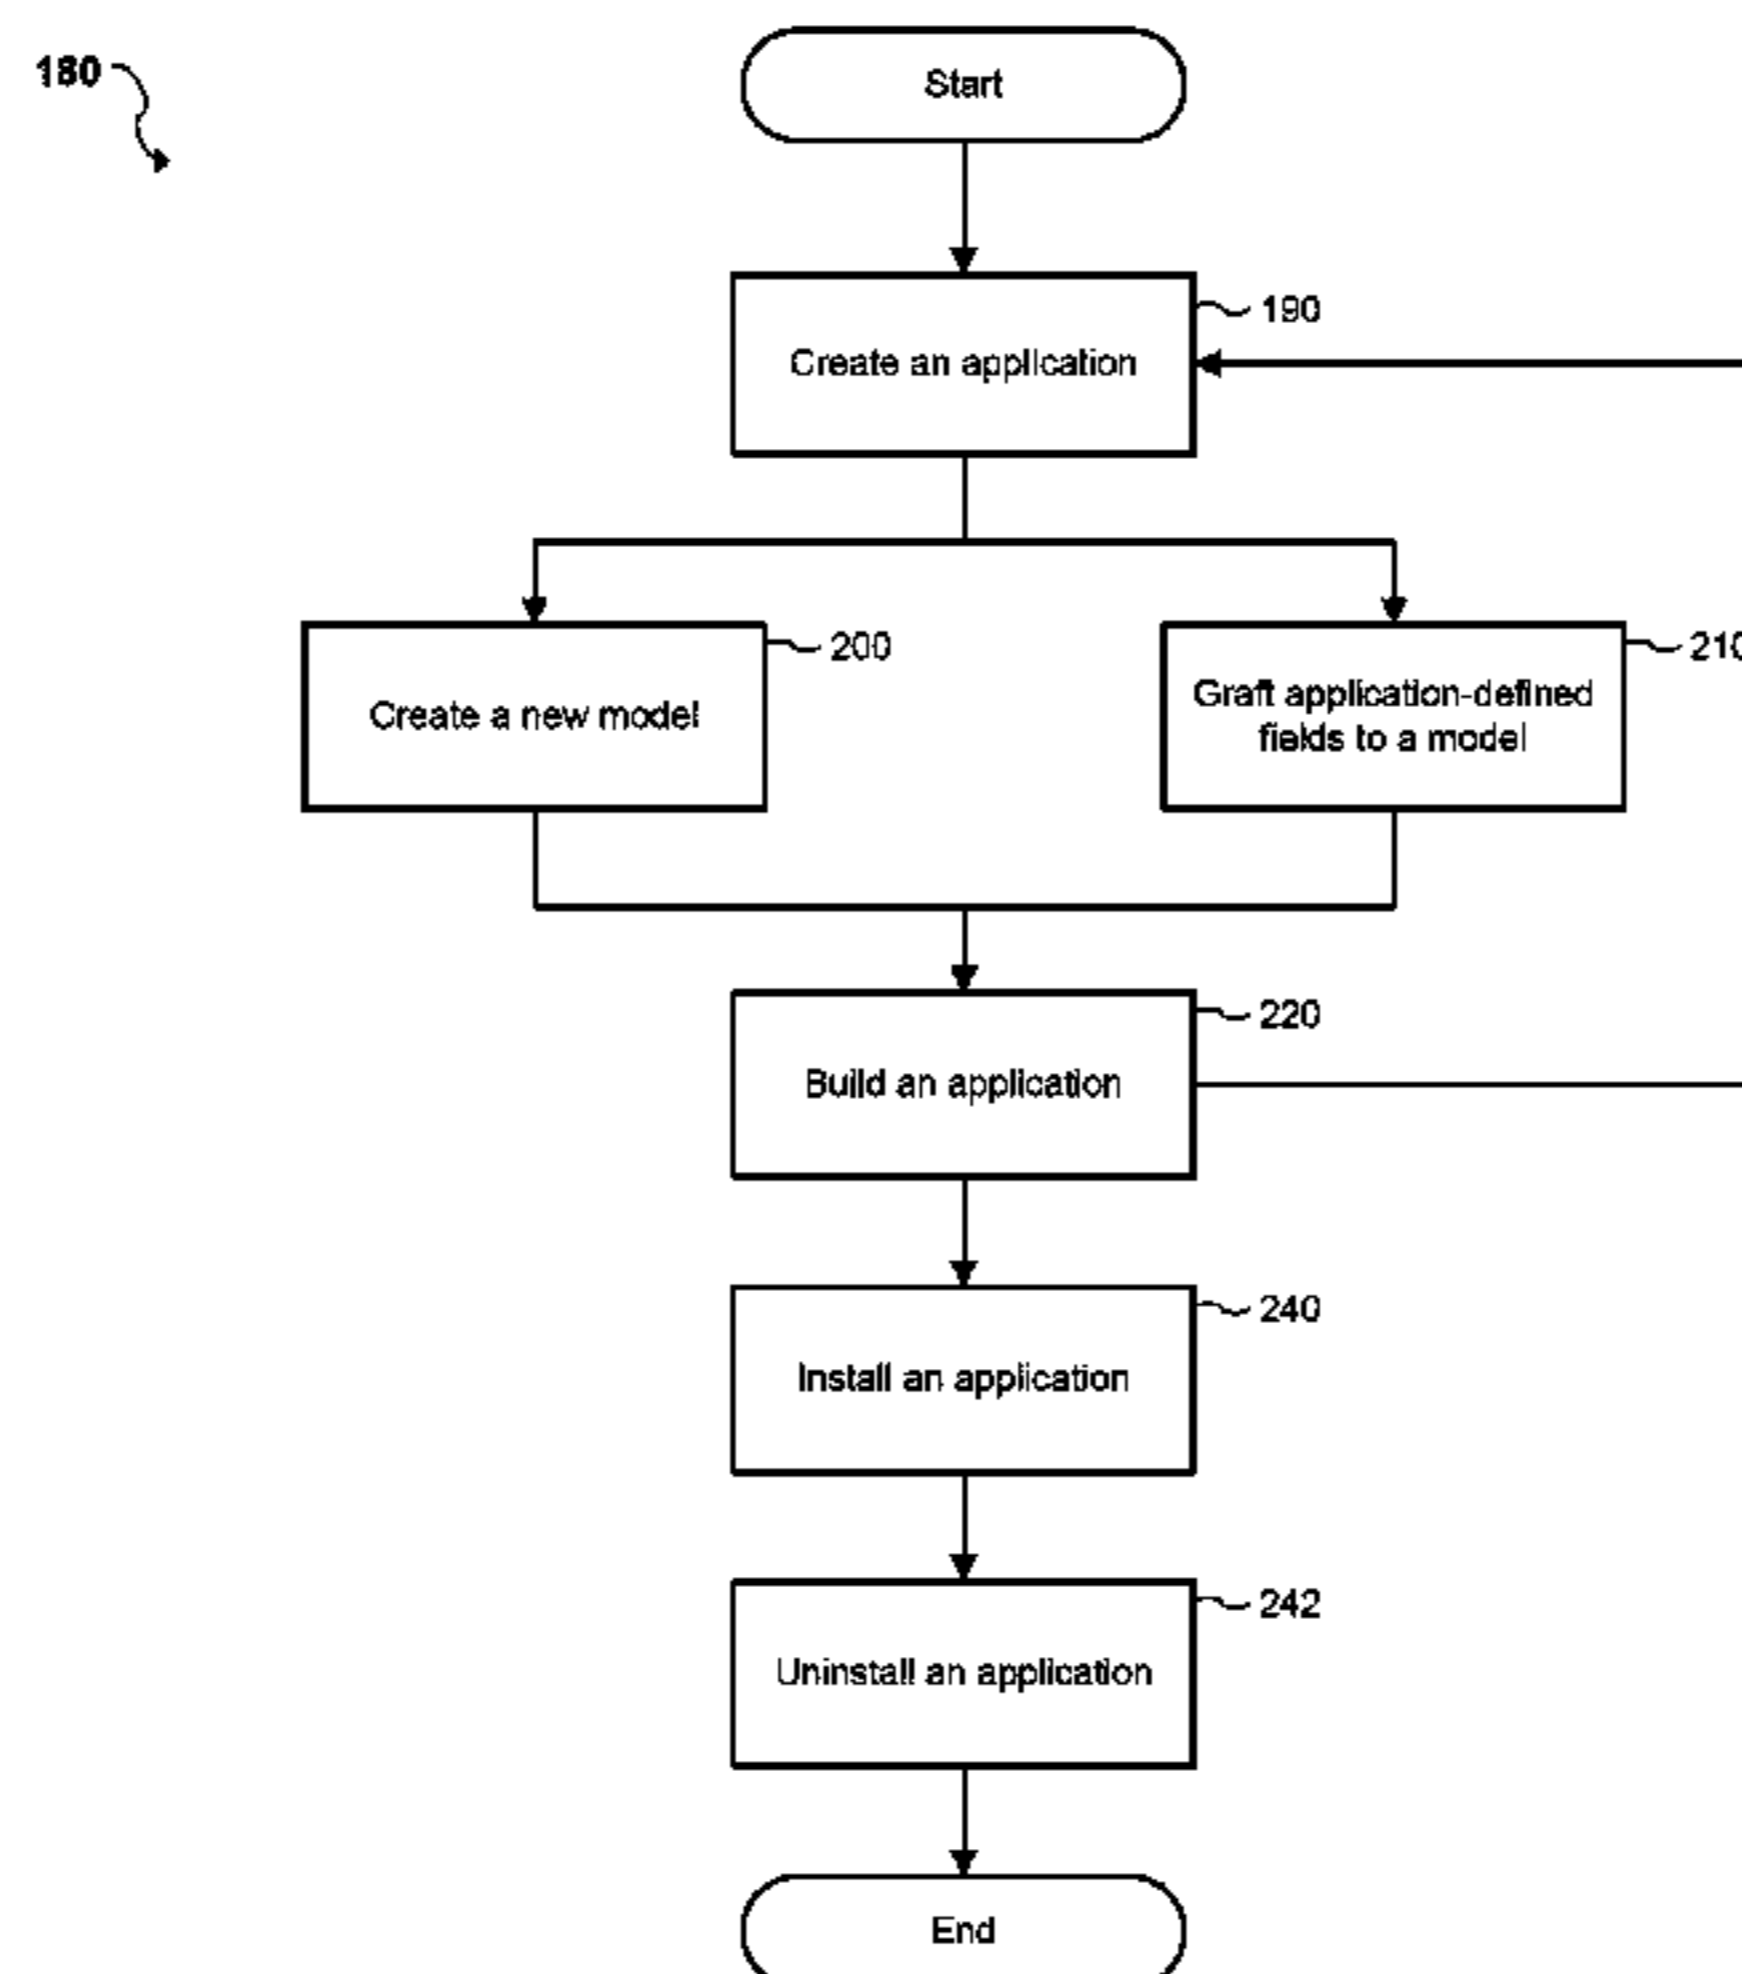 180
Start
190
Create an application
200
210
Create a new model
Graft application-defined
fields to a model
220
Build an application
240
Install an application
242
Uninstall an application
End